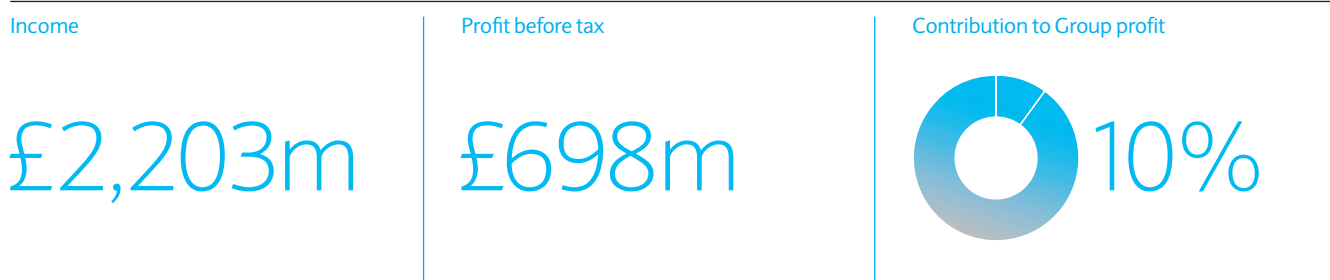 Income
£2,203m
Profit before tax
£698m
Contribution to Group profit
10%